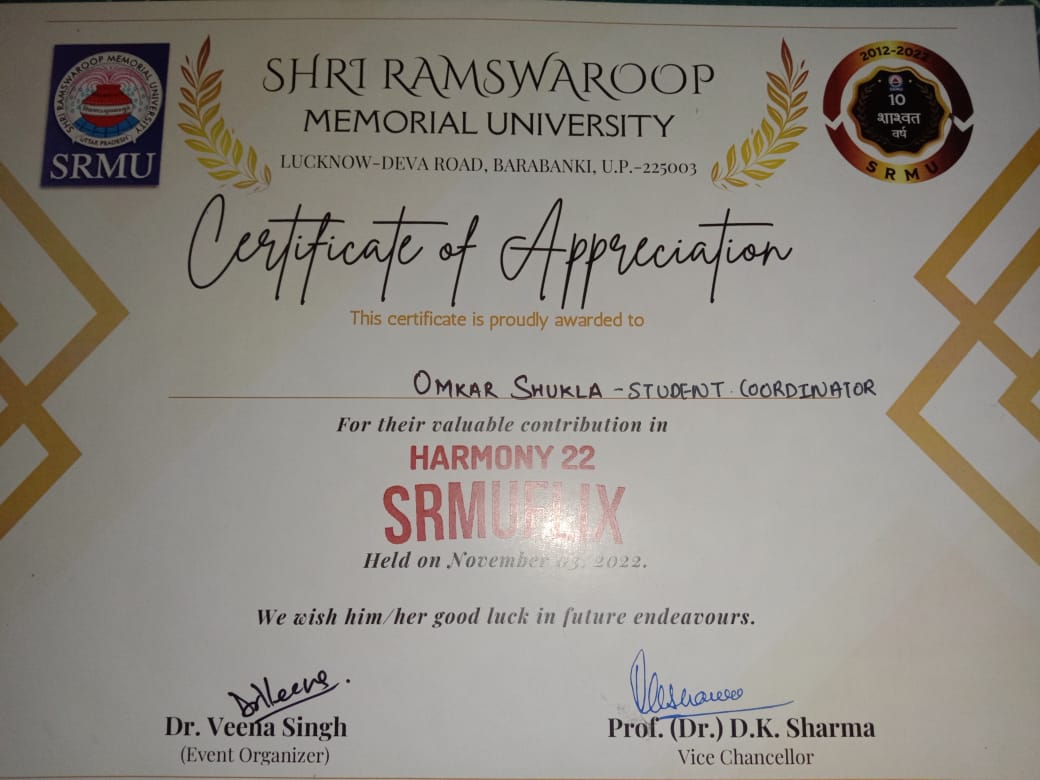 SHRI RAMSWAROOP MEMORIAL UNIVERSITY
UTTAR PRADESH
SRMU
SHRI RAMSWAROOP
MEMORIAL UNIVERSITY
LUCKNOW-DEVA ROAD, BARABANKI, U.P.-225003
2012-2022
SRMU
10
शाश्वत
वर्ष
SRMU
Certificate of Appreciation
This certificate is proudly awarded to
OMKAR SHUKLA - STUDENT COORDINATOR
For their valuable contribution in
HARMONY 22
SRMUFLIX
Held on November 03, 2022.
We wish him/her good luck in future endeavours.
Dr. Veena Singh
(Event Organizer)
Prof. (Dr.) D.K. Sharma
Vice Chancellor